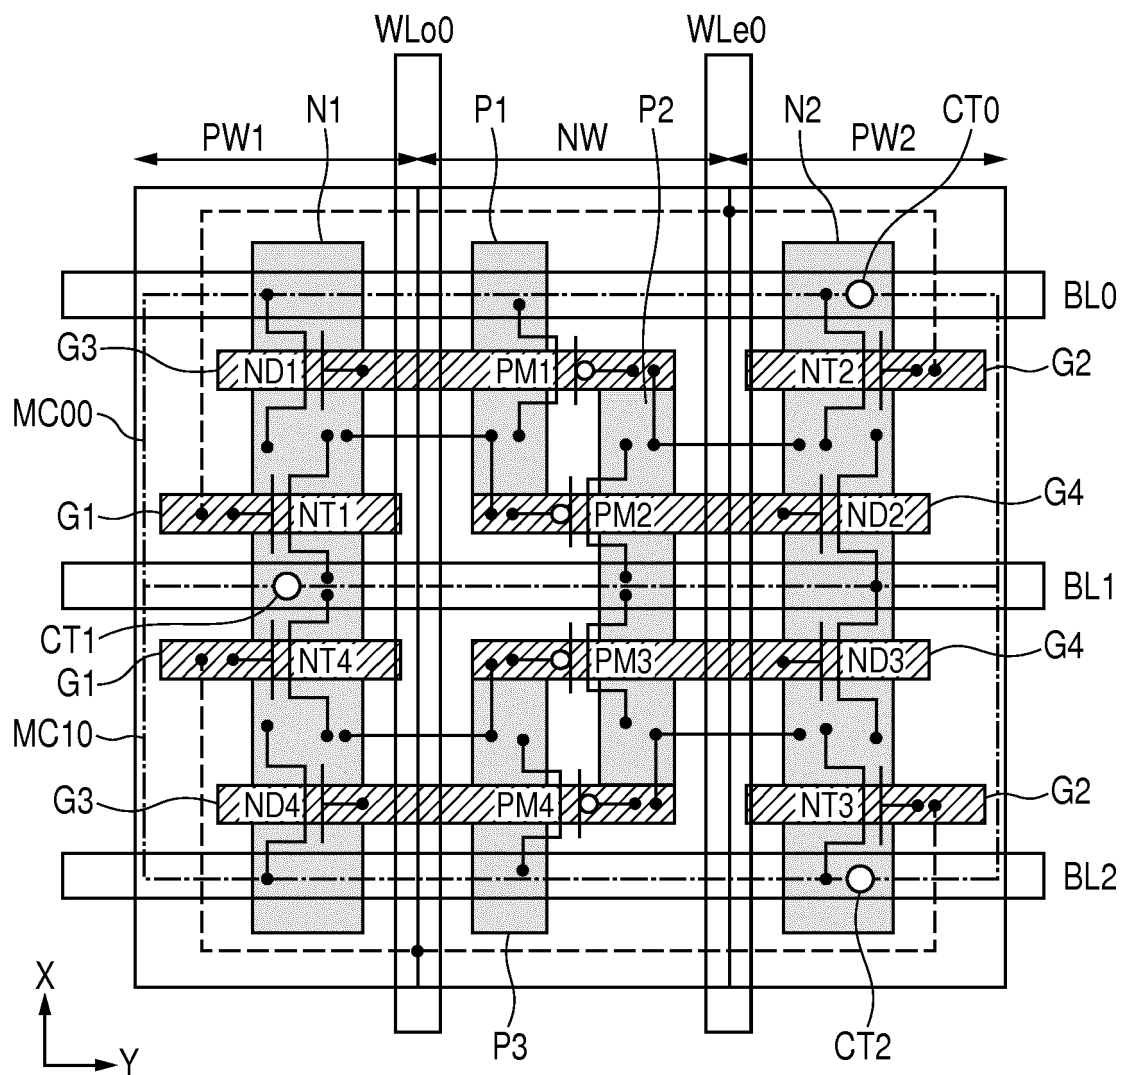 WLo0 WLe0
N1 P1 P2 N2 CT0
PW1 NW PW2
BL0
G3 ND1 PM1 NT2 G2
MC00
G1 NT1 PM2 ND2 G4
BL1
CT1
G1 NT4 PM3 ND3 G4
MC10
G3 ND4 PM4 NT3 G2
BL2
X
Y P3 CT2